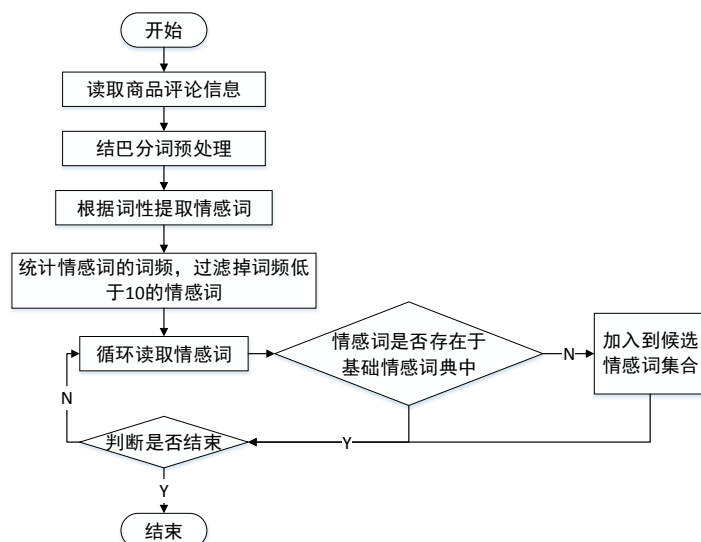 开始
读取商品评论信息
结巴分词预处理
根据词性提取情感词
统计情感词的词频，过滤掉词频低
于10的情感词
循环读取情感词
情感词是否存在于
基础情感词典中
N
加入到候选
情感词集合
N
判断是否结束
Y
Y
结束